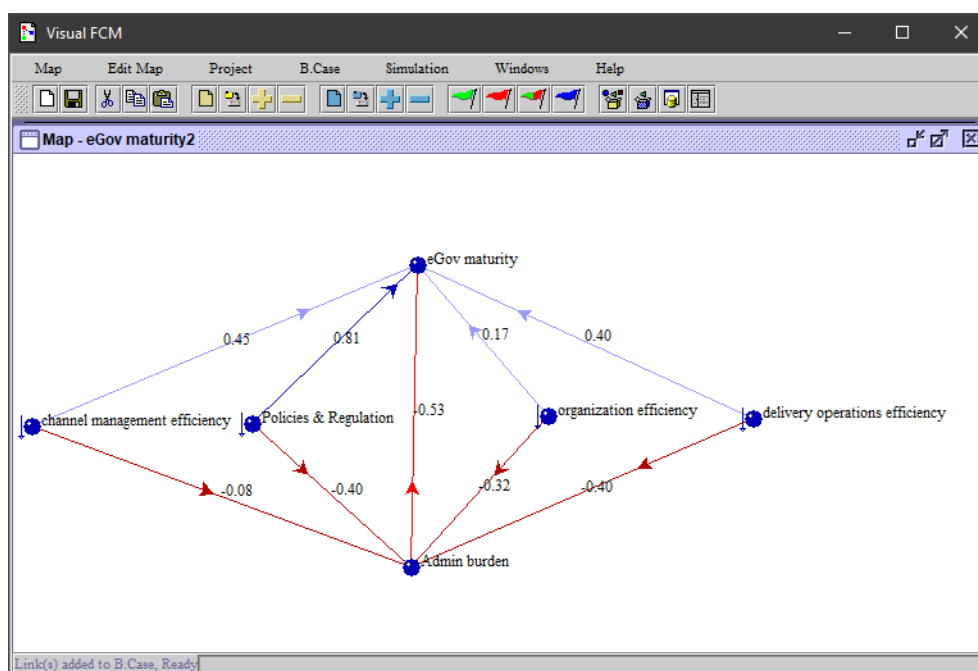 Visual FCM
Map Edit Map Project B.Case Simulation Windows Help
Map - eGov maturity2
eGov maturity
0.45
0.81
0.17
0.40
-0.53
channel management efficiency
Policies & Regulation
organization efficiency
delivery operations efficiency
-0.08
-0.40
-0.32
-0.40
Admin burden
Link(s) added to B.Case, Ready